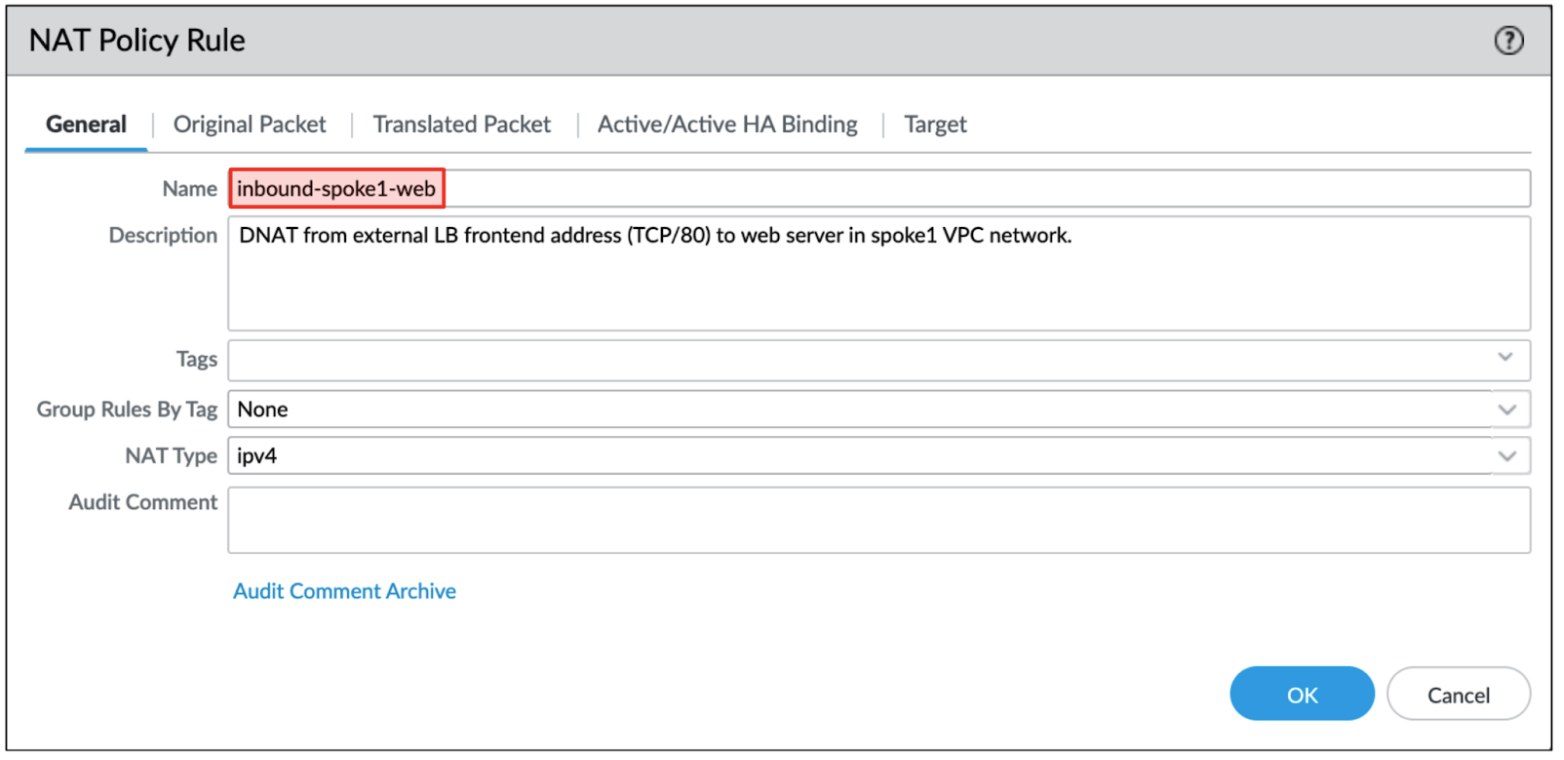 NAT Policy Rule
?
General | Original Packet | Translated Packet | Active/Active HA Binding | Target
Name inbound-spoke1-web
Description DNAT from external LB frontend address (TCP/80) to web server in spoke1 VPC network.
Tags
Group Rules By Tag None
NAT Type ipv4
Audit Comment
Audit Comment Archive
OK Cancel